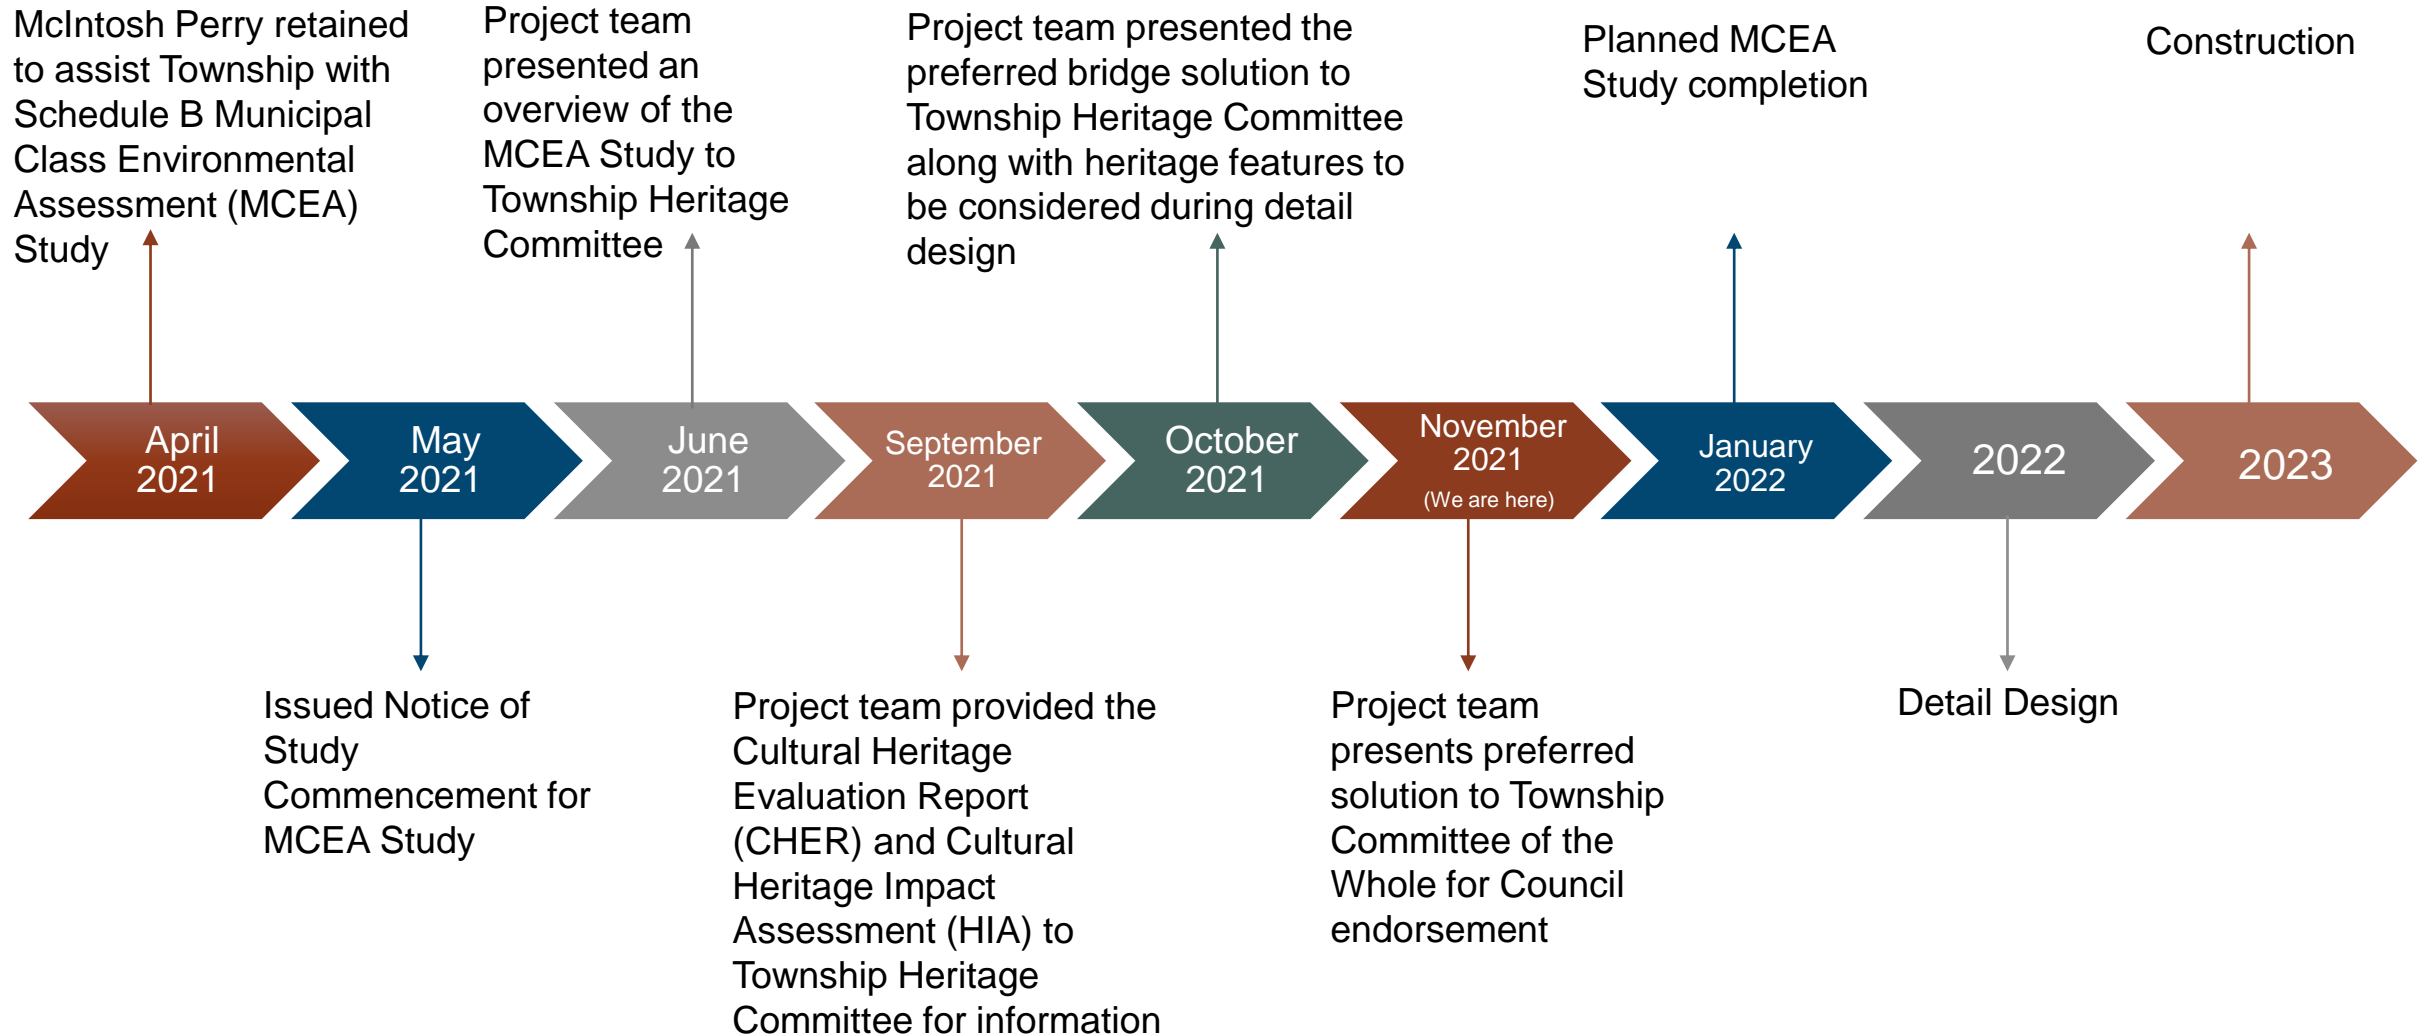 McIntosh Perry retained
to assist Township with
Schedule B Municipal
Class Environmental
Assessment (MCEA)
Study
Project team
presented an
overview of the
MCEA Study to
Township Heritage
Committee
Project team presented the
preferred bridge solution to
Township Heritage Committee
along with heritage features to
be considered during detail
design
Planned MCEA
Study completion
Construction
April
2021
May
2021
June
2021
September
2021
October
2021
November
2021
(We are here)
January
2022
2022
2023
Issued Notice of
Study
Commencement for
MCEA Study
Project team provided the
Cultural Heritage
Evaluation Report
(CHER) and Cultural
Heritage Impact
Assessment (HIA) to
Township Heritage
Committee for information
Project team
presents preferred
solution to Township
Committee of the
Whole for Council
endorsement
Detail Design